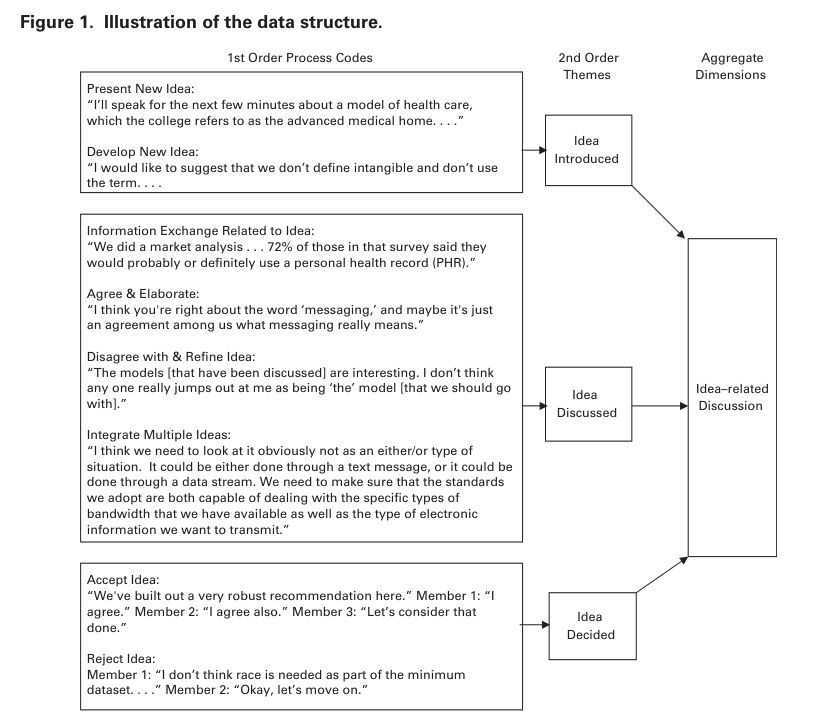 Figure 1. Illustration of the data structure.
1st Order Process Codes
2nd Order
Themes
Aggregate
Dimensions
Present New Idea:
“I’ll speak for the next few minutes about a model of health care,
which the college refers to as the advanced medical home. . . .”
Develop New Idea:
“I would like to suggest that we don’t define intangible and don’t use
the term. . . .
Idea
Introduced
Information Exchange Related to Idea:
“We did a market analysis . . . 72% of those in that survey said they
would probably or definitely use a personal health record (PHR).”
Agree & Elaborate:
“I think you're right about the word ‘messaging,’ and maybe it's just
an agreement among us what messaging really means.”
Disagree with & Refine Idea:
“The models [that have been discussed] are interesting. I don’t think
any one really jumps out at me as being ‘the’ model [that we should go
with].”
Integrate Multiple Ideas:
“I think we need to look at it obviously not as an either/or type of
situation.  It could be either done through a text message, or it could be
done through a data stream. We need to make sure that the standards
we adopt are both capable of dealing with the specific types of
bandwidth that we have available as well as the type of electronic
information we want to transmit.”
Idea
Discussed
Idea–related
Discussion
Accept Idea:
“We've built out a very robust recommendation here.” Member 1: “I
agree.” Member 2: “I agree also.” Member 3: “Let’s consider that
done.”
Reject Idea:
Member 1: “I don’t think race is needed as part of the minimum
dataset. . . .” Member 2: “Okay, let’s move on.”
Idea
Decided